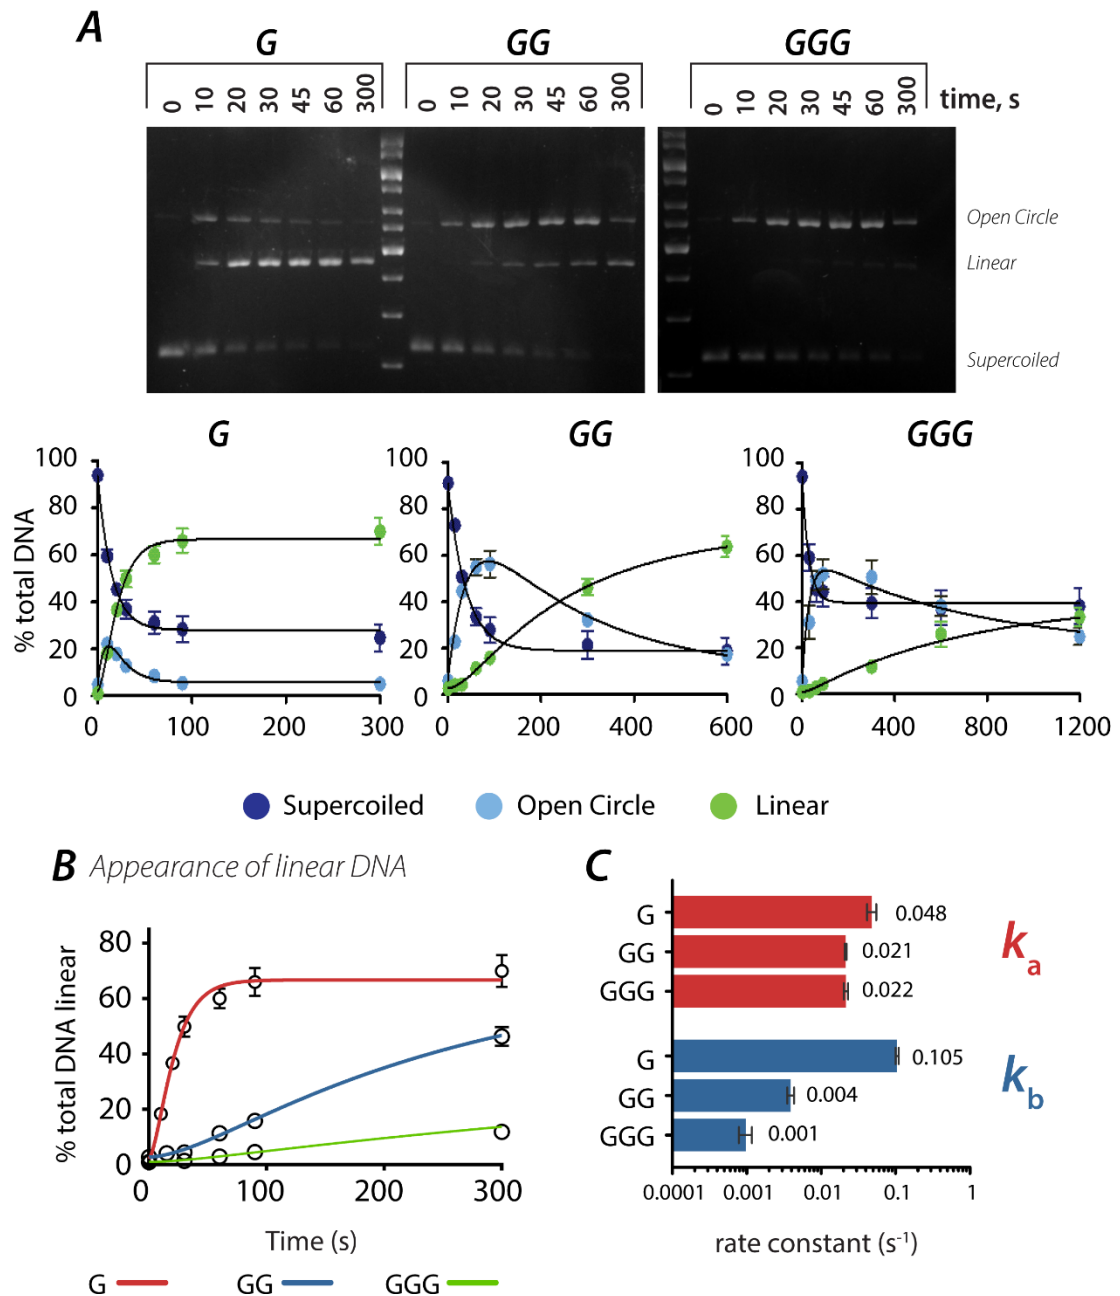 A
G GG GGG
0 10 20 30 45 60 300 0 10 20 30 45 60 300 0 10 20 30 45 60 300 time, s
Open Circle
Linear
Supercoiled
G GG GGG
% total DNA
100 100 100
80 80 80
60 60 60
40 40 40
20 20 20
0 0 0
0 100 200 300 0 200 400 600 0 400 800 1200
Supercoiled Open Circle Linear
B Appearance of linear DNA
% total DNA linear
80
60
40
20
0
0 100 200 300
Time (s)
G GG GGG
C
G 0.048
GG 0.021
GGG 0.022
ka
G 0.105
GG 0.004
GGG 0.001
kb
0.0001 0.001 0.01 0.1 1
rate constant (s-1)